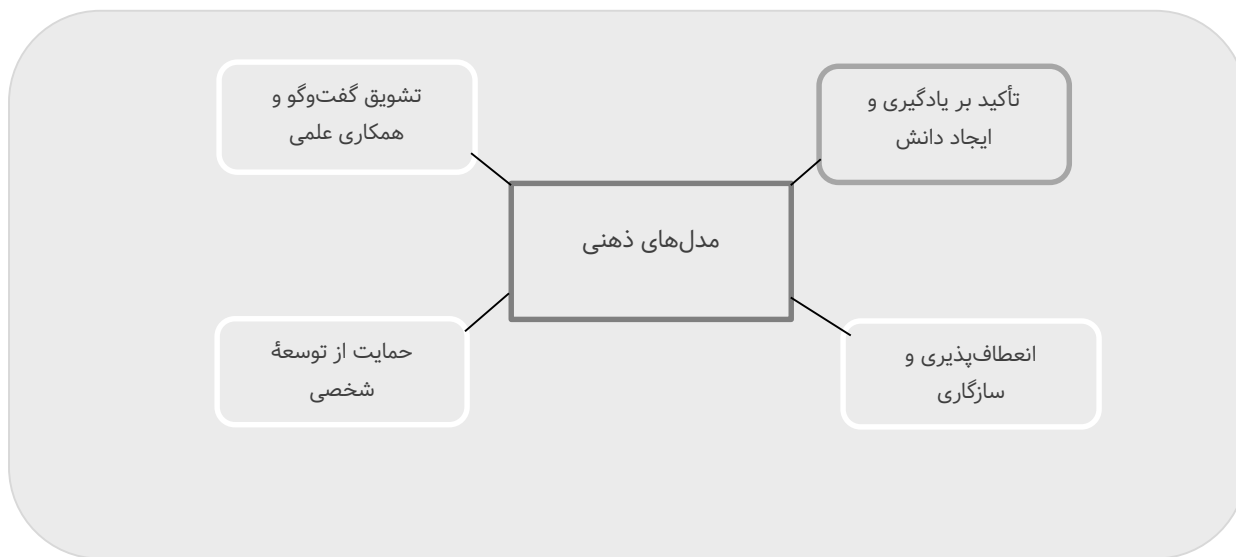 تأکید بر یادگیری و
ایجاد دانش
تشویق گفت‌وگو و
همکاری علمی
مدل‌های ذهنی
انعطاف‌پذیری و
سازگاری
حمایت از توسعهٔ
شخصی